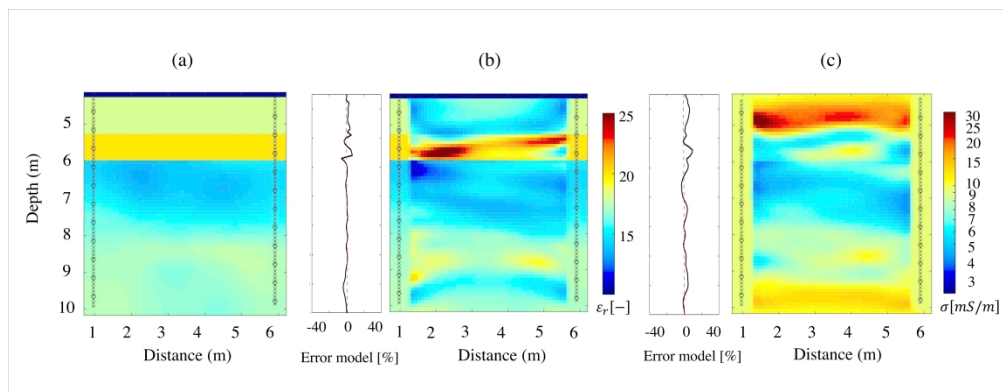 (a)
(b)
(c)
Depth (m)
5
6
7
8
9
10
1 2 3 4 5 6
Distance (m)
-40 0 40
Error model [%]
1 2 3 4 5 6
Distance (m)
25
20
15
εr[−]
-40 0 40
Error model [%]
1 2 3 4 5 6
Distance (m)
30
20
10
9
8
7
6
5
4
3
σ[mS/m]